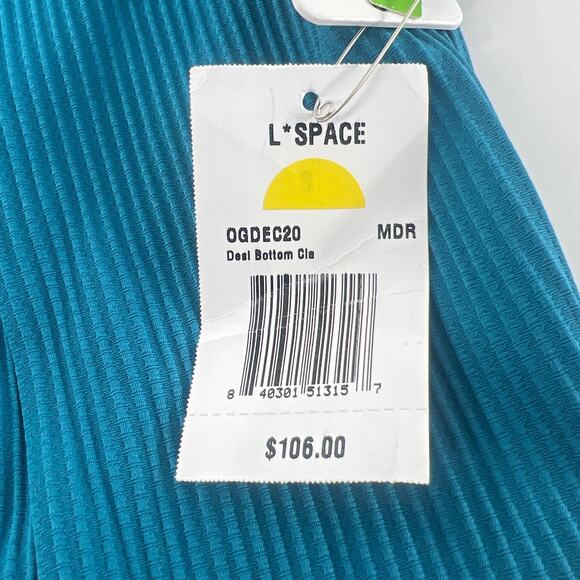 L*SPACE
S
OGDEC20 MDR
Desi Bottom Cla
8 40301 51315 7
$106.00